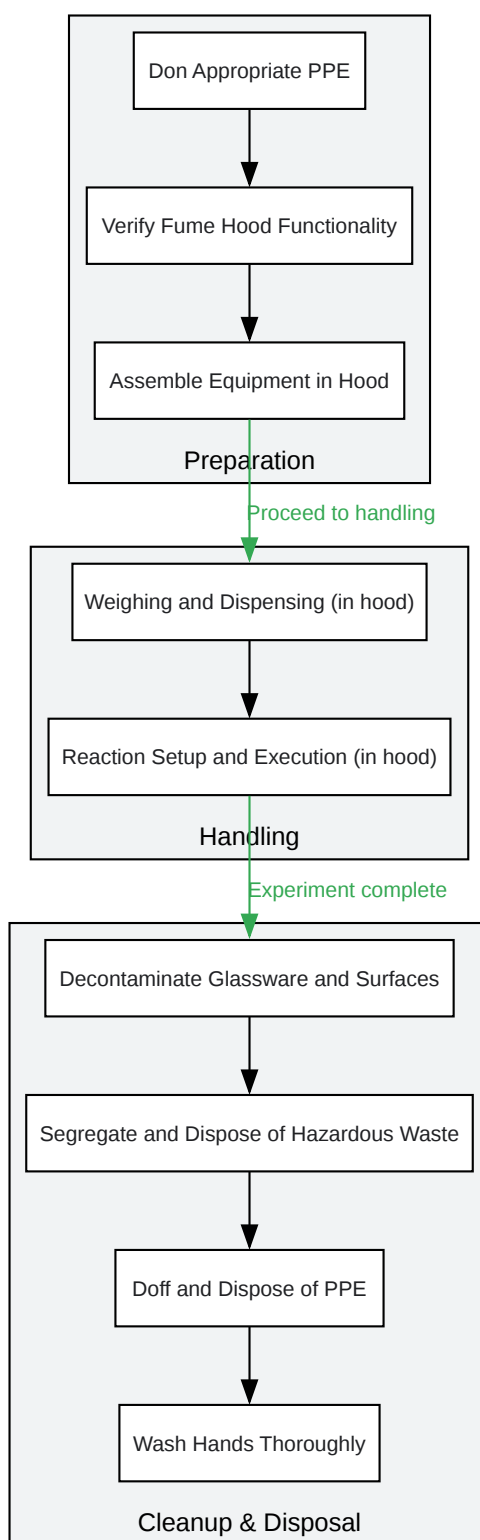 Don Appropriate PPE
Verify Fume Hood Functionality
Assemble Equipment in Hood
Preparation
Proceed to handling
Weighing and Dispensing (in hood)
Reaction Setup and Execution (in hood)
Handling
Experiment complete
Decontaminate Glassware and Surfaces
Segregate and Dispose of Hazardous Waste
Doff and Dispose of PPE
Wash Hands Thoroughly
Cleanup & Disposal